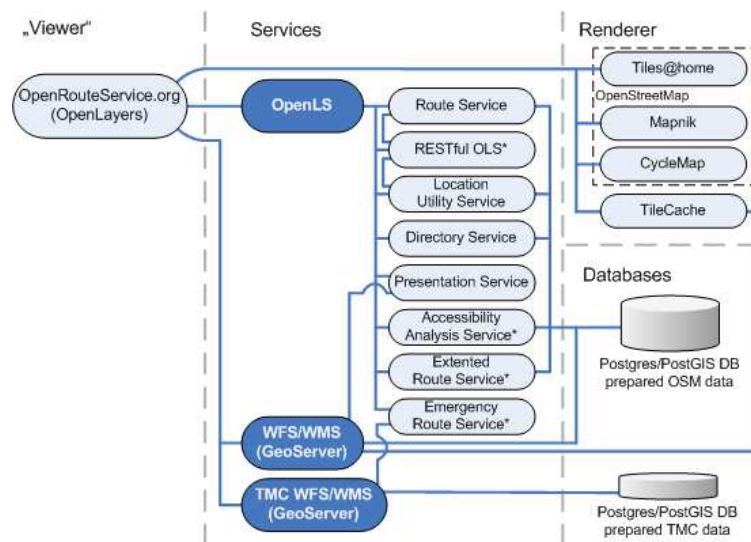 „Viewer“
Services
Renderer
OpenRouteService.org
(OpenLayers)
OpenLS
Route Service
RESTful OLS*
Location
Utility Service
Directory Service
Presentation Service
Accessibility
Analysis Service*
Extented
Route Service*
Emergency
Route Service*
WFS/WMS
(GeoServer)
TMC WFS/WMS
(GeoServer)
Tiles@home
OpenStreetMap
Mapnik
CycleMap
TileCache
Databases
Postgres/PostGIS DB
prepared OSM data
Postgres/PostGIS DB
prepared TMC data